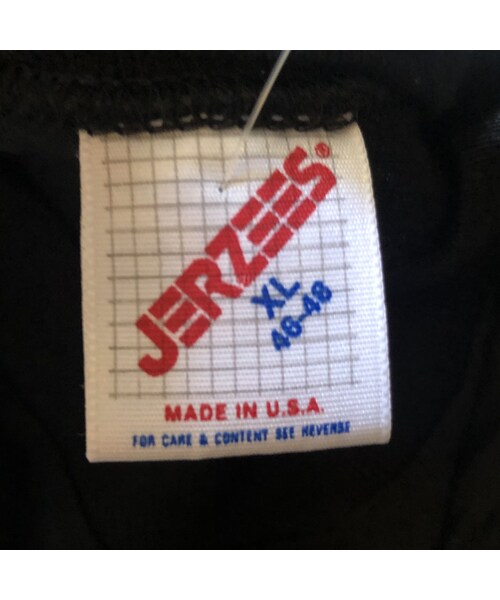 JERZEES®
XL
46-48
MADE IN U.S.A.
FOR CARE & CONTENT SEE REVERSE